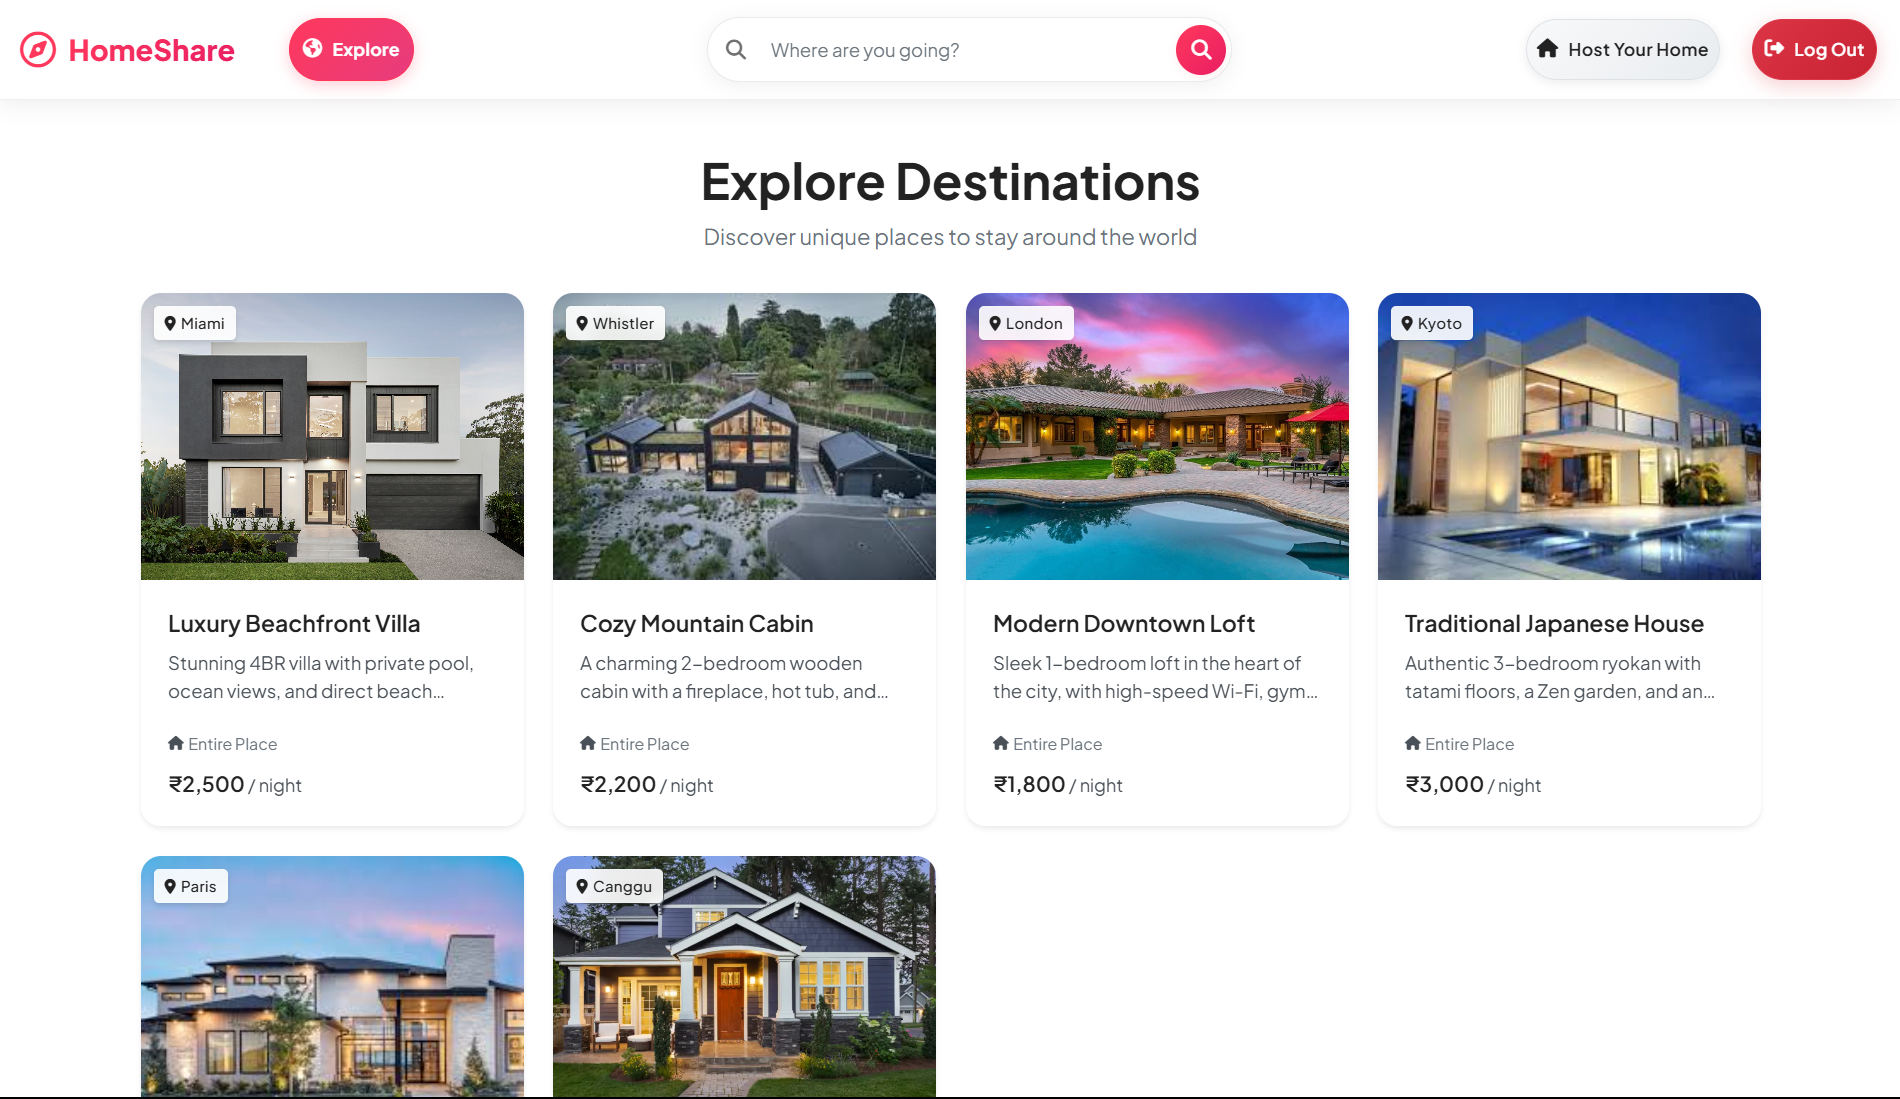 HomeShare
Explore
Where are you going?
Host Your Home
Log Out
Explore Destinations
Discover unique places to stay around the world
Miami
Luxury Beachfront Villa
Stunning 4BR villa with private pool,
ocean views, and direct beach...
Entire Place
₹2,500 / night
Whistler
Cozy Mountain Cabin
A charming 2–bedroom wooden
cabin with a fireplace, hot tub, and...
Entire Place
₹2,200 / night
London
Modern Downtown Loft
Sleek 1–bedroom loft in the heart of
the city, with high-speed Wi-Fi, gym...
Entire Place
₹1,800 / night
Kyoto
Traditional Japanese House
Authentic 3–bedroom ryokan with
tatami floors, a Zen garden, and an...
Entire Place
₹3,000 / night
Paris
Canggu